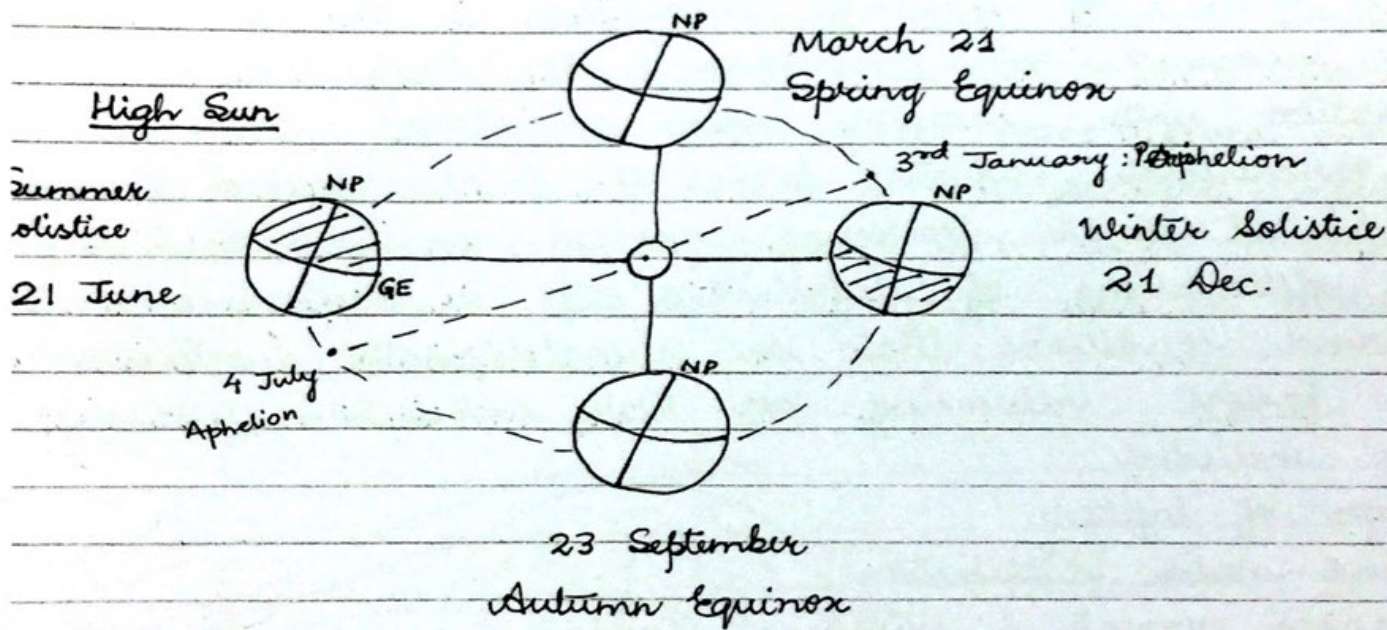 NP
March 21
Spring Equinox
High Sun
3rd January : Perihelion
Summer
olistice
21 June
NP
GE
NP
Winter Solistice
21 Dec.
4 July
Aphelion
NP
23 September
Autumn Equinox